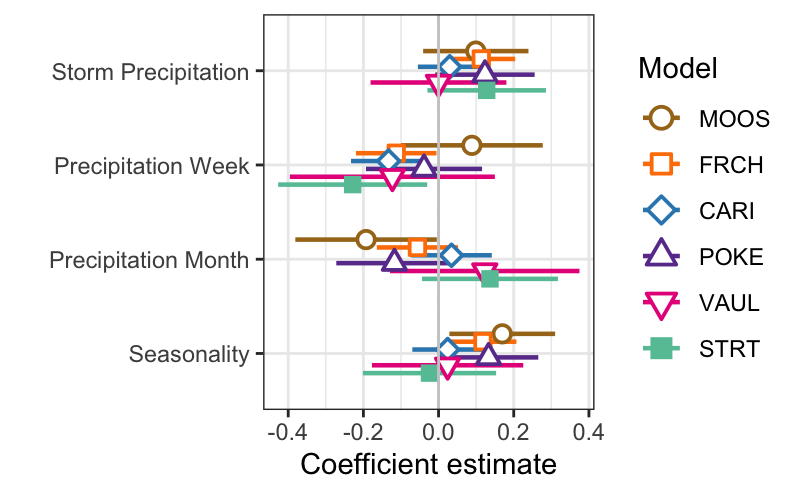 Storm Precipitation
Precipitation Week
Precipitation Month
Seasonality
-0.4 -0.2 0.0 0.2 0.4
Coefficient estimate
Model
MOOS
FRCH
CARI
POKE
VAUL
STRT